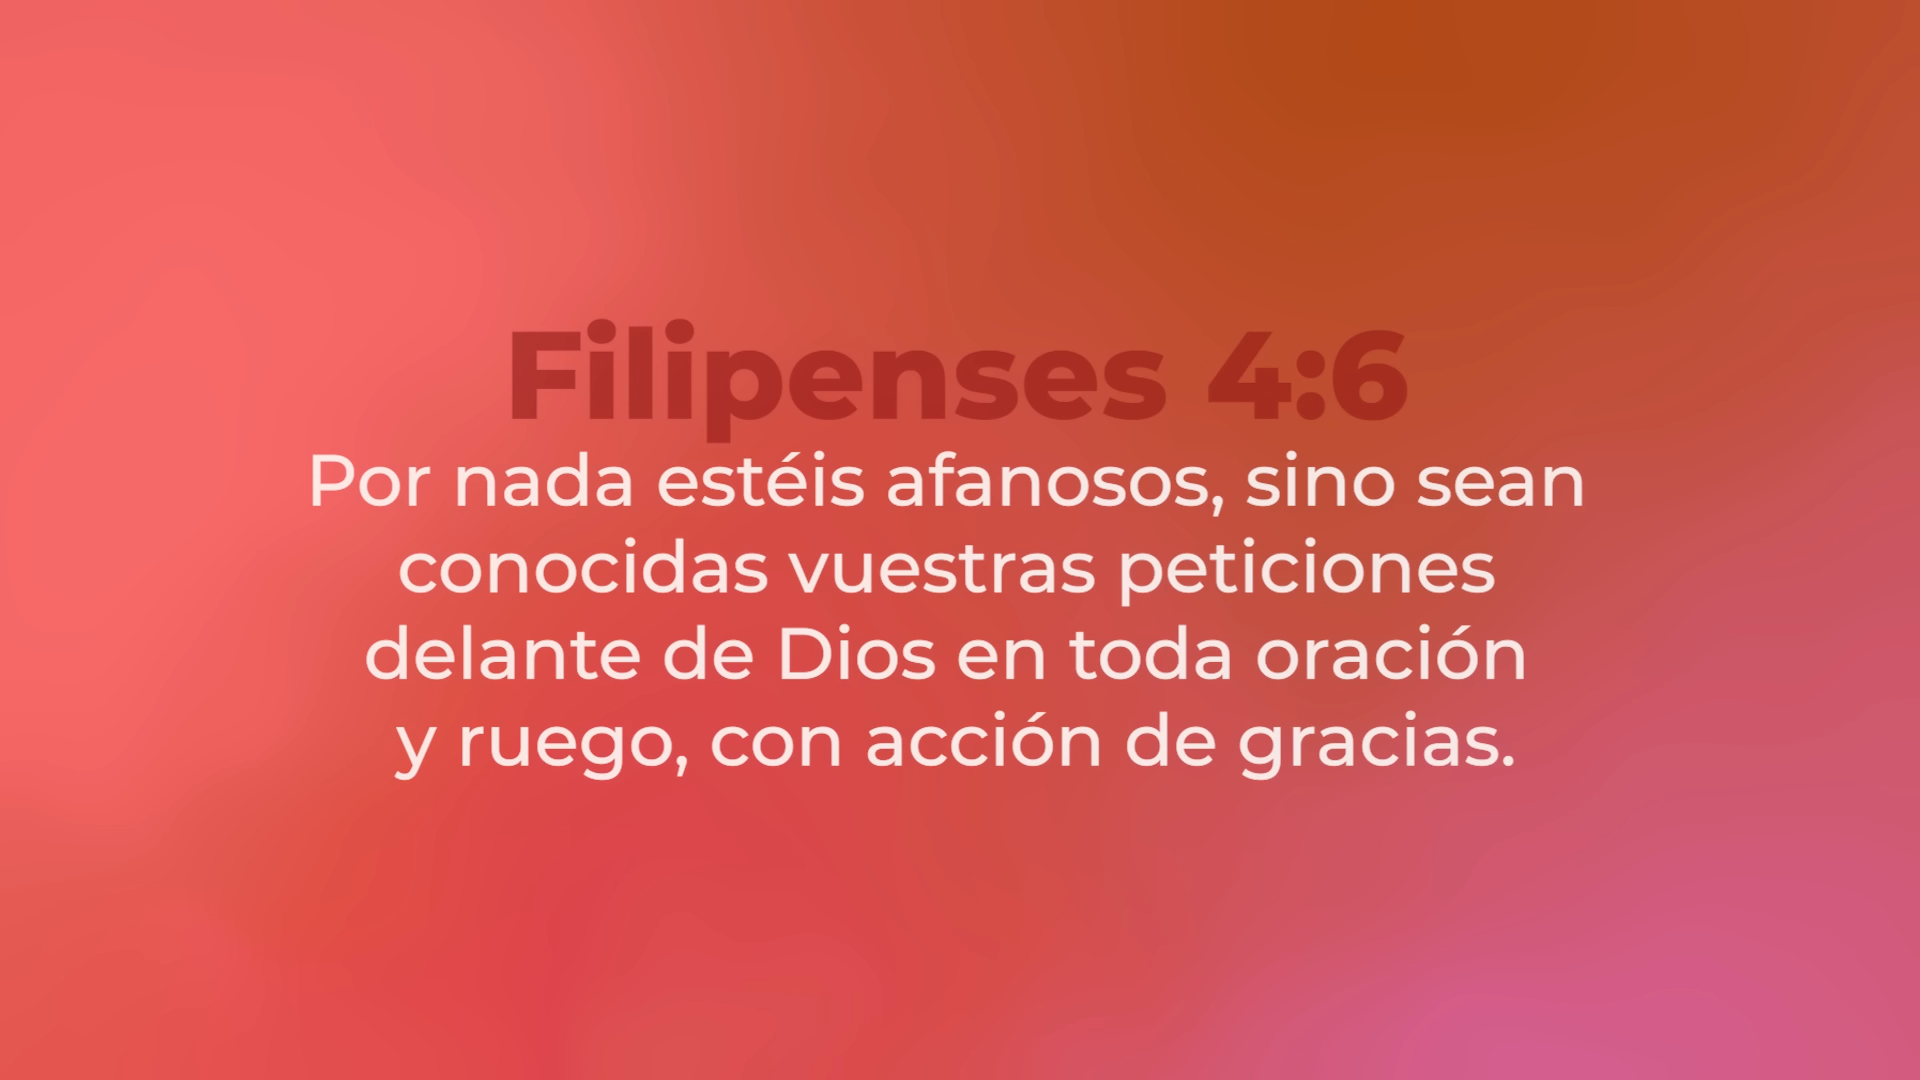 Filipenses 4:6
Por nada estéis afanosos, sino sean
conocidas vuestras peticiones
delante de Dios en toda oración
y ruego, con acción de gracias.